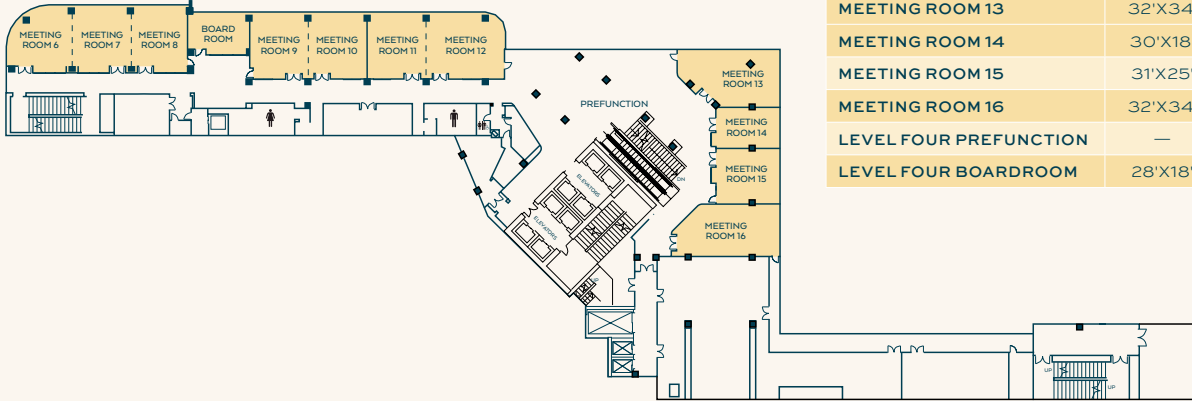 MEETING
ROOM 6
MEETING
ROOM 7
MEETING
ROOM 8
BOARD
ROOM
MEETING
ROOM 9
MEETING
ROOM 10
MEETING
ROOM 11
MEETING
ROOM 12
PREFUNCTION
MEETING
ROOM 13
MEETING
ROOM 14
MEETING
ROOM 15
MEETING
ROOM 16
ELEVATORS
ELEVATORS
DN
UP
UP
UP
MEETING ROOM 13 32'X34
MEETING ROOM 14 30'X18
MEETING ROOM 15 31'X25'
MEETING ROOM 16 32'X34
LEVEL FOUR PREFUNCTION —
LEVEL FOUR BOARDROOM 28'X18'